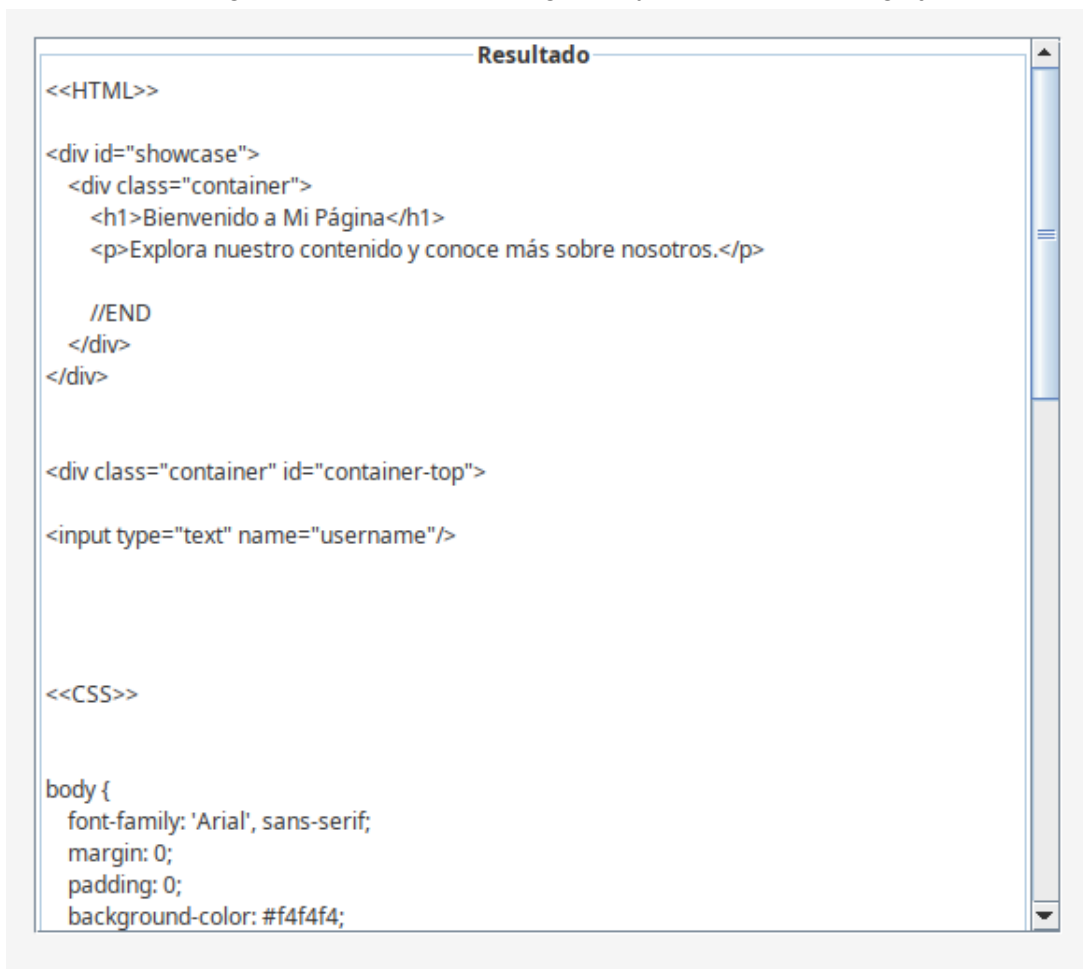 Resultado
<<HTML>>
<div id="showcase">
<div class="container">
<h1>Bienvenido a Mi Página</h1>
<p>Explora nuestro contenido y conoce más sobre nosotros.</p>
//END
</div>
</div>
<div class="container" id="container-top">
<input type="text" name="username"/>
<<CSS>>
body {
font-family: 'Arial', sans-serif;
margin: 0;
padding: 0;
background-color: #f4f4f4;